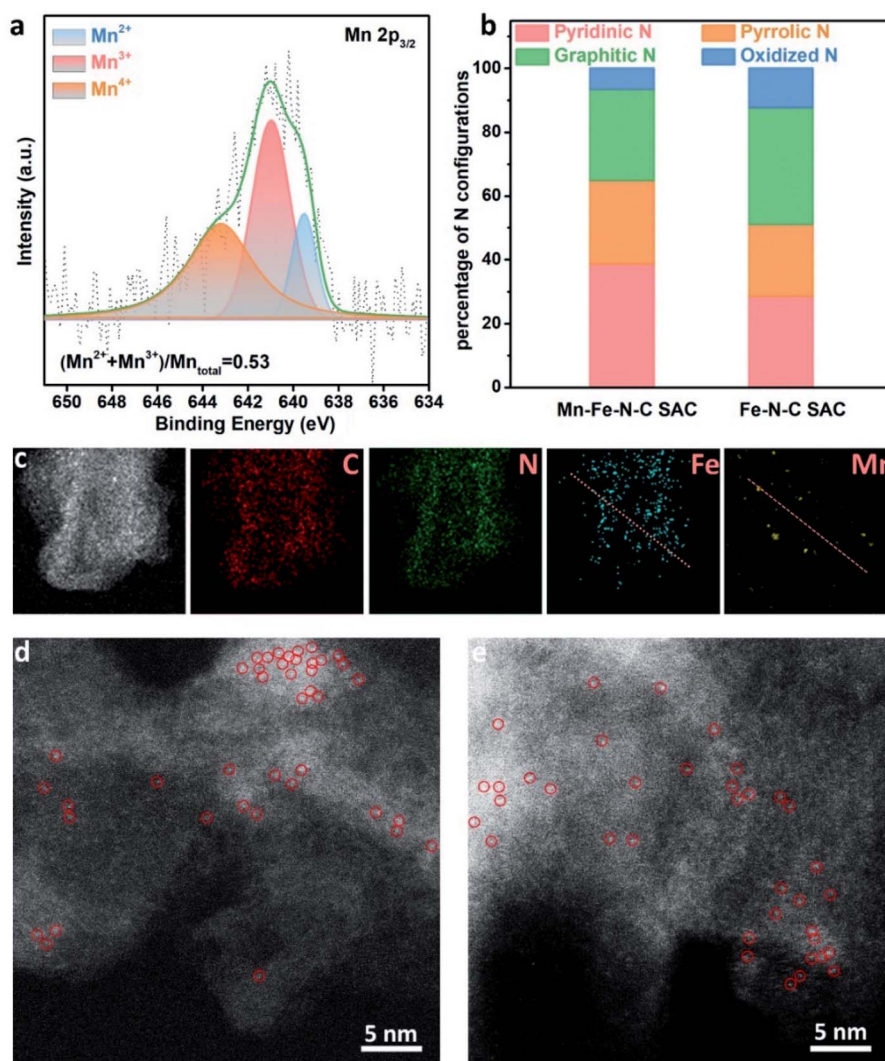 a
Mn²⁺
Mn³⁺
Mn⁴⁺
Mn 2p₃/₂
Intensity (a.u.)
(Mn²⁺+Mn³⁺)/Mn_total=0.53
650 648 646 644 642 640 638 636 634
Binding Energy (eV)
b
Pyridinic N Pyrrolic N
Graphitic N Oxidized N
percentage of N configurations
100
80
60
40
20
0
Mn-Fe-N-C SAC Fe-N-C SAC
c C N Fe Mn
d
5 nm
e
5 nm